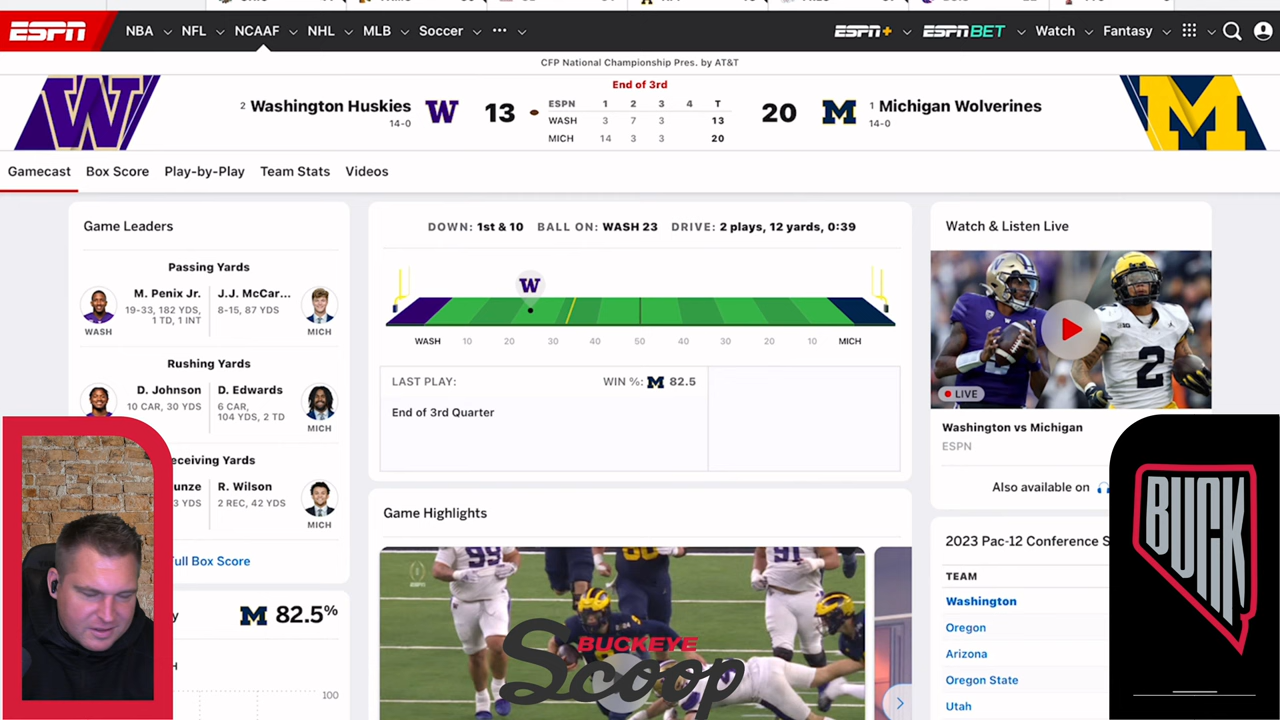 ESPN NBA NFL NCAAF NHL MLB Soccer ••• ESPN+ ESPN BET Watch Fantasy
CFP National Championship Pres. by AT&T
2 Washington Huskies
14-0
W
13
End of 3rd
ESPN 1 2 3 4 T
WASH 3 7 3 13
MICH 14 3 3 20
20
M
1 Michigan Wolverines
14-0
Gamecast Box Score Play-by-Play Team Stats Videos
Game Leaders
Passing Yards
M. Penix Jr. J.J. McCar...
19-33, 182 YDS, 8-15, 87 YDS
1 TD, 1 INT
WASH MICH
Rushing Yards
D. Johnson D. Edwards
10 CAR, 30 YDS 6 CAR,
104 YDS, 2 TD
MICH
eceiving Yards
unze R. Wilson
3 YDS 2 REC, 42 YDS
MICH
ull Box Score
y M 82.5%
H
100
DOWN: 1st & 10 BALL ON: WASH 23 DRIVE: 2 plays, 12 yards, 0:39
W
WASH 10 20 30 40 50 40 30 20 10 MICH
LAST PLAY: WIN %: M 82.5
End of 3rd Quarter
Game Highlights
99
91
BUCKEYE
Scoop
Watch & Listen Live
2
LIVE
Washington vs Michigan
ESPN
Also available on
2023 Pac-12 Conference S
TEAM
Washington
Oregon
Arizona
Oregon State
Utah
BUCK